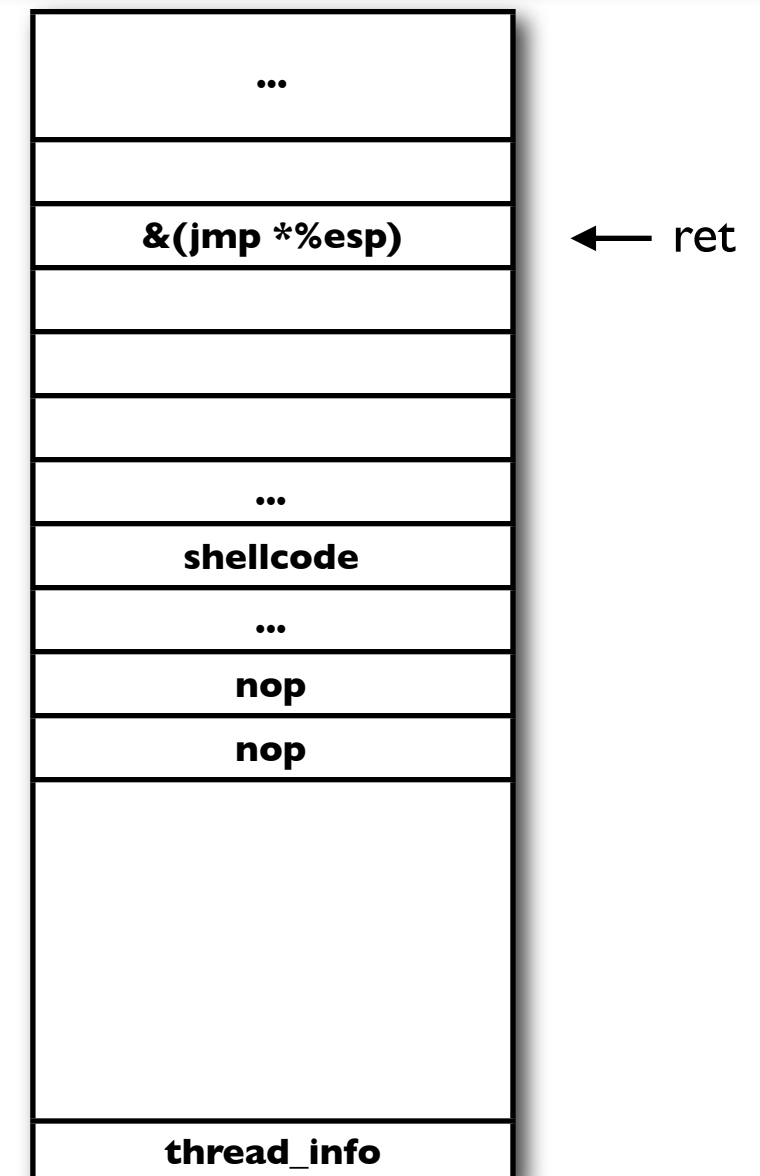 ...
&(jmp *%esp)
ret
...
shellcode
...
nop
nop
thread_info